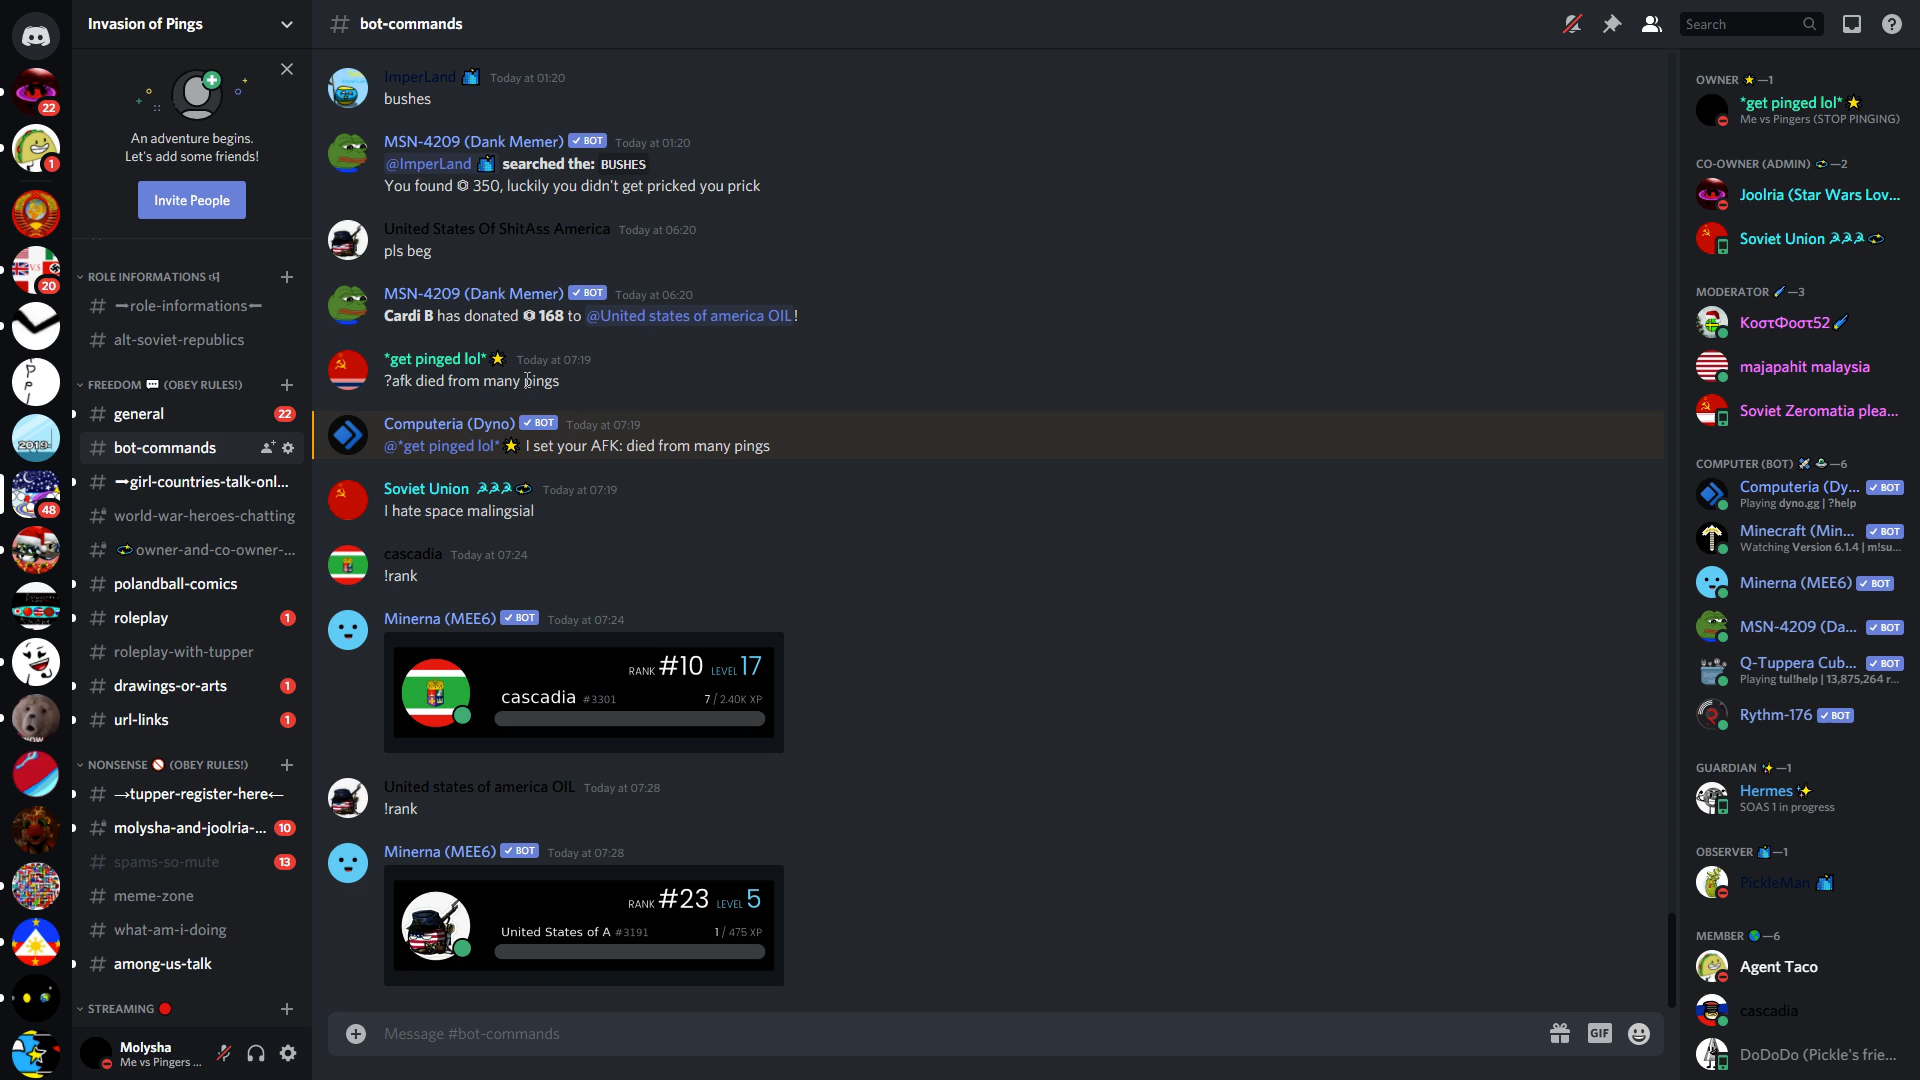 Invasion of Pings
An adventure begins.
Let's add some friends!
Invite People
ROLE INFORMATIONS
➡role-informations⬅
alt-soviet-republics
FREEDOM 💬 (OBEY RULES!)
general 22
bot-commands
➡girl-countries-talk-onl...
world-war-heroes-chatting
owner-and-co-owner-...
polandball-comics
roleplay 1
roleplay-with-tupper
drawings-or-arts 1
url-links 1
NONSENSE 🚫 (OBEY RULES!)
→tupper-register-here←
molysha-and-joolria-... 10
spams-so-mute 13
meme-zone
what-am-i-doing
among-us-talk
STREAMING 🔴
Molysha
Me vs Pingers ...
22
1
20
2019
48
# bot-commands
Search
ImperLand Today at 01:20
bushes
MSN-4209 (Dank Memer) ✓ BOT Today at 01:20
@ImperLand searched the: BUSHES
You found ⏣ 350, luckily you didn't get pricked you prick
United States Of ShitAss America Today at 06:20
pls beg
MSN-4209 (Dank Memer) ✓ BOT Today at 06:20
Cardi B has donated ⏣ 168 to @United states of america OIL!
*get pinged lol*⭐ Today at 07:19
?afk died from many pings
Computeria (Dyno) ✓ BOT Today at 07:19
@*get pinged lol*⭐ I set your AFK: died from many pings
Soviet Union ☭☭☭ Today at 07:19
I hate space malingsial
cascadia Today at 07:24
!rank
Minerna (MEE6) ✓ BOT Today at 07:24
RANK #10 LEVEL 17
cascadia #3301 7 / 2.40K XP
United states of america OIL Today at 07:28
!rank
Minerna (MEE6) ✓ BOT Today at 07:28
RANK #23 LEVEL 5
United States of A #3191 1 / 475 XP
Message #bot-commands
GIF
OWNER ⭐—1
*get pinged lol*⭐
Me vs Pingers (STOP PINGING)
CO-OWNER (ADMIN) —2
Joolria (Star Wars Lov...
Soviet Union ☭☭☭
MODERATOR —3
КостФост52
majapahit malaysia
Soviet Zeromatia plea...
COMPUTER (BOT) —6
Computeria (Dy... ✓ BOT
Playing dyno.gg | ?help
Minecraft (Min... ✓ BOT
Watching Version 6.1.4 | m!su...
Minerna (MEE6) ✓ BOT
MSN-4209 (Da... ✓ BOT
Q-Tuppera Cub... ✓ BOT
Playing tul!help | 13,875,264 r...
Rythm-176 ✓ BOT
GUARDIAN ✨—1
Hermes ✨
SOAS 1 in progress
OBSERVER —1
PickleMan
MEMBER —6
Agent Taco
cascadia
DoDoDo (Pickle's frie...